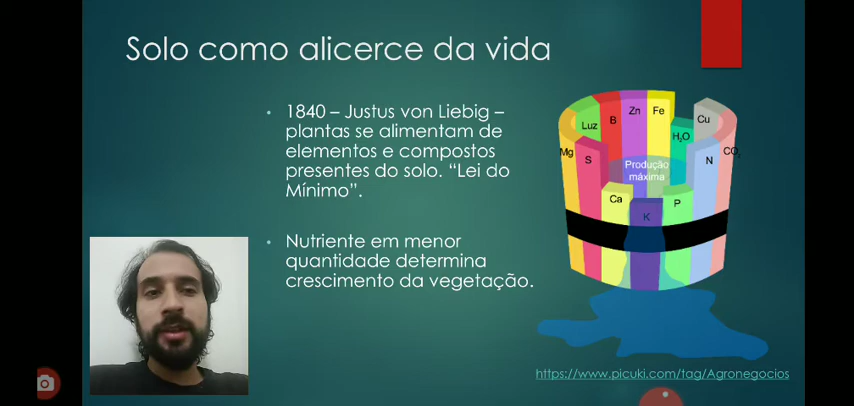 Solo como alicerce da vida
• 1840 – Justus von Liebig –
plantas se alimentam de
elementos e compostos
presentes do solo. “Lei do
Mínimo”.
• Nutriente em menor
quantidade determina
crescimento da vegetação.
Mg
S
Luz
B
Zn
Fe
H₂O
Cu
N
CO₂
Produção
máxima
Ca
K
P
https://www.picuki.com/tag/Agronegocios